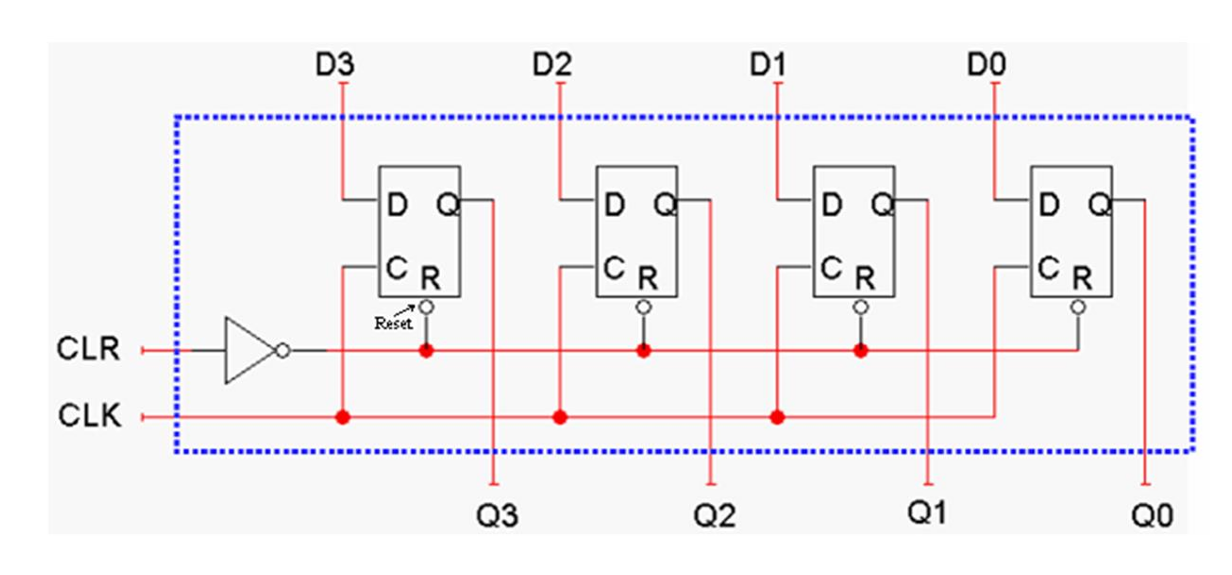 D3 D2 D1 D0
D Q D Q D Q D Q
C R C R C R C R
Reset
CLR
CLK
Q3 Q2 Q1 Q0